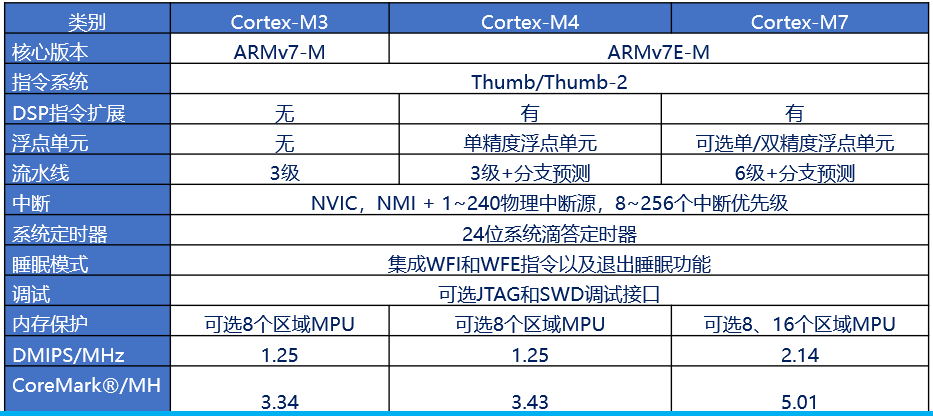 类别 Cortex-M3 Cortex-M4 Cortex-M7
核心版本 ARMv7-M ARMv7E-M
指令系统 Thumb/Thumb-2
DSP指令扩展 无 有 有
浮点单元 无 单精度浮点单元 可选单/双精度浮点单元
流水线 3级 3级+分支预测 6级+分支预测
中断 NVIC，NMI + 1~240物理中断源，8~256个中断优先级
系统定时器 24位系统滴答定时器
睡眠模式 集成WFI和WFE指令以及退出睡眠功能
调试 可选JTAG和SWD调试接口
内存保护 可选8个区域MPU 可选8个区域MPU 可选8、16个区域MPU
DMIPS/MHz 1.25 1.25 2.14
CoreMark®/MH
3.34 3.43 5.01